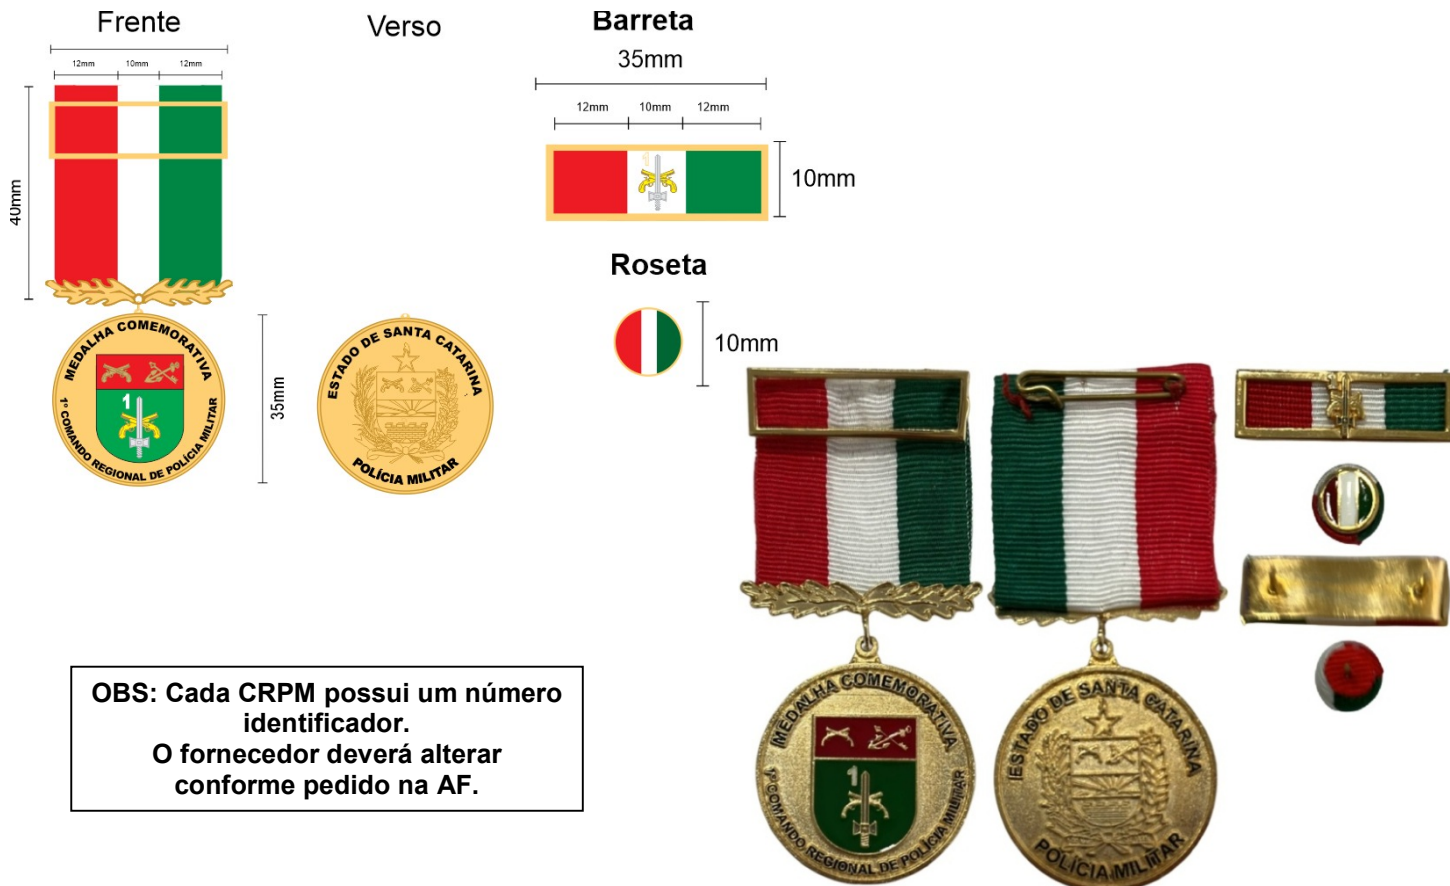 Frente
Verso
Barreta
35mm
12mm
10mm
12mm
12mm
10mm
12mm
40mm
10mm
1
Roseta
10mm
MEDALHA COMEMORATIVA
1
1º COMANDO REGIONAL DE POLÍCIA MILITAR
35mm
ESTADO DE SANTA CATARINA
POLÍCIA MILITAR
MEDALHA COMEMORATIVA
1
1º COMANDO REGIONAL DE POLÍCIA MILITAR
ESTADO DE SANTA CATARINA
POLÍCIA MILITAR
OBS: Cada CRPM possui um número
identificador.
O fornecedor deverá alterar
conforme pedido na AF.